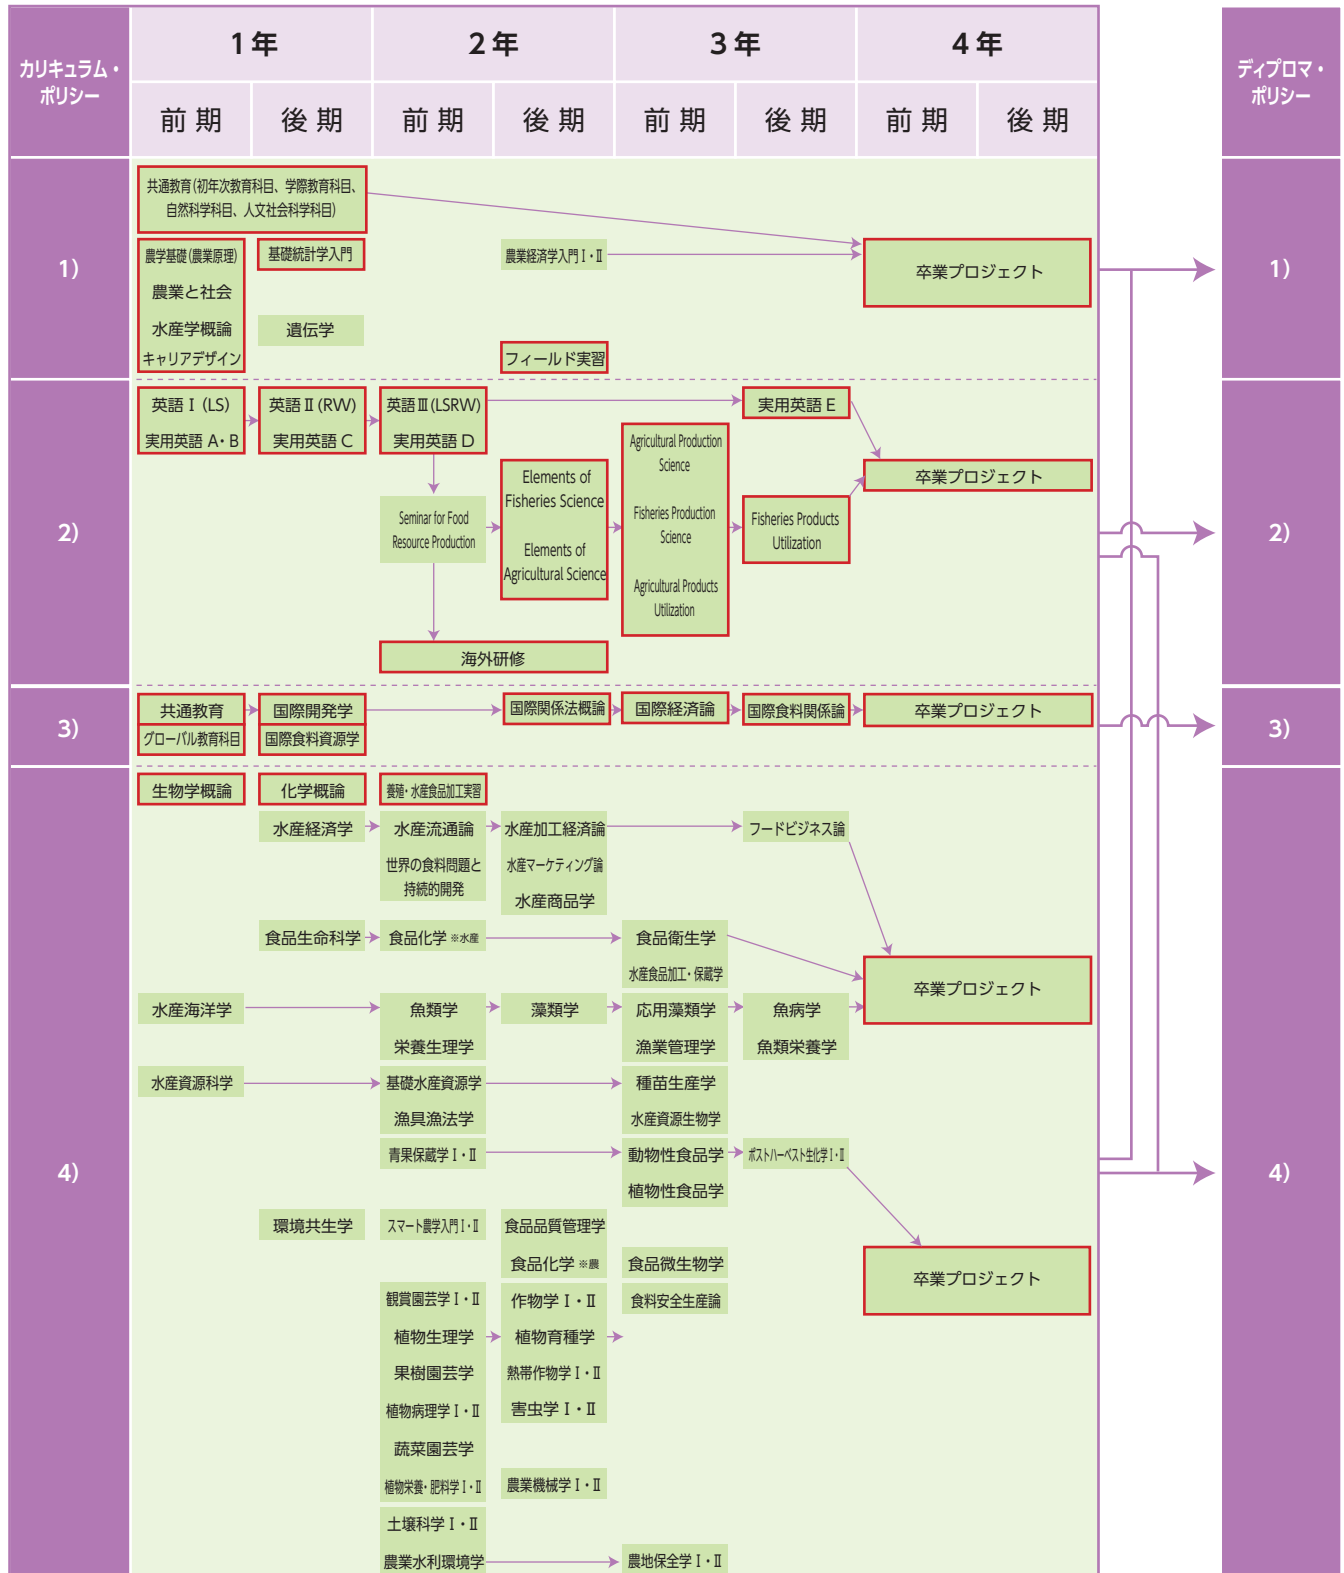 カリキュラム・
ポリシー
1年
2年
3年
4年
ディプロマ・
ポリシー
前 期
後 期
前 期
後 期
前 期
後 期
前 期
後 期
1)
共通教育(初年次教育科目、学際教育科目、
自然科学科目、人文社会科学科目)
農学基礎(農業原理)
農業と社会
水産学概論
キャリアデザイン
基礎統計学入門
遺伝学
農業経済学入門Ⅰ・Ⅱ
フィールド実習
卒業プロジェクト
1)
2)
英語Ⅰ(LS)
実用英語 A・B
英語Ⅱ(RW)
実用英語 C
英語Ⅲ(LSRW)
実用英語 D
実用英語 E
Seminar for Food
Resource Production
Elements of
Fisheries Science
Elements of
Agricultural Science
Agricultural Production
Science
Fisheries Production
Science
Agricultural Products
Utilization
Fisheries Products
Utilization
卒業プロジェクト
海外研修
2)
3)
共通教育
グローバル教育科目
国際開発学
国際食料資源学
国際関係法概論
国際経済論
国際食料関係論
卒業プロジェクト
3)
4)
生物学概論
化学概論
養殖・水産食品加工実習
水産経済学
水産流通論
世界の食料問題と
持続的開発
水産加工経済論
水産マーケティング論
水産商品学
フードビジネス論
食品生命科学
食品化学 ※水産
食品衛生学
水産食品加工・保蔵学
卒業プロジェクト
水産海洋学
魚類学
栄養生理学
藻類学
応用藻類学
漁業管理学
魚病学
魚類栄養学
水産資源科学
基礎水産資源学
漁具漁法学
種苗生産学
水産資源生物学
青果保蔵学Ⅰ・Ⅱ
動物性食品学
植物性食品学
ポストハーベスト生化学Ⅰ・Ⅱ
環境共生学
スマート農学入門Ⅰ・Ⅱ
食品品質管理学
食品化学 ※農
食品微生物学
卒業プロジェクト
観賞園芸学Ⅰ・Ⅱ
植物生理学
果樹園芸学
植物病理学Ⅰ・Ⅱ
蔬菜園芸学
植物栄養・肥料学Ⅰ・Ⅱ
作物学Ⅰ・Ⅱ
植物育種学
熱帯作物学Ⅰ・Ⅱ
害虫学Ⅰ・Ⅱ
食料安全生産論
農業機械学Ⅰ・Ⅱ
土壌科学Ⅰ・Ⅱ
農業水利環境学
農地保全学Ⅰ・Ⅱ
4)